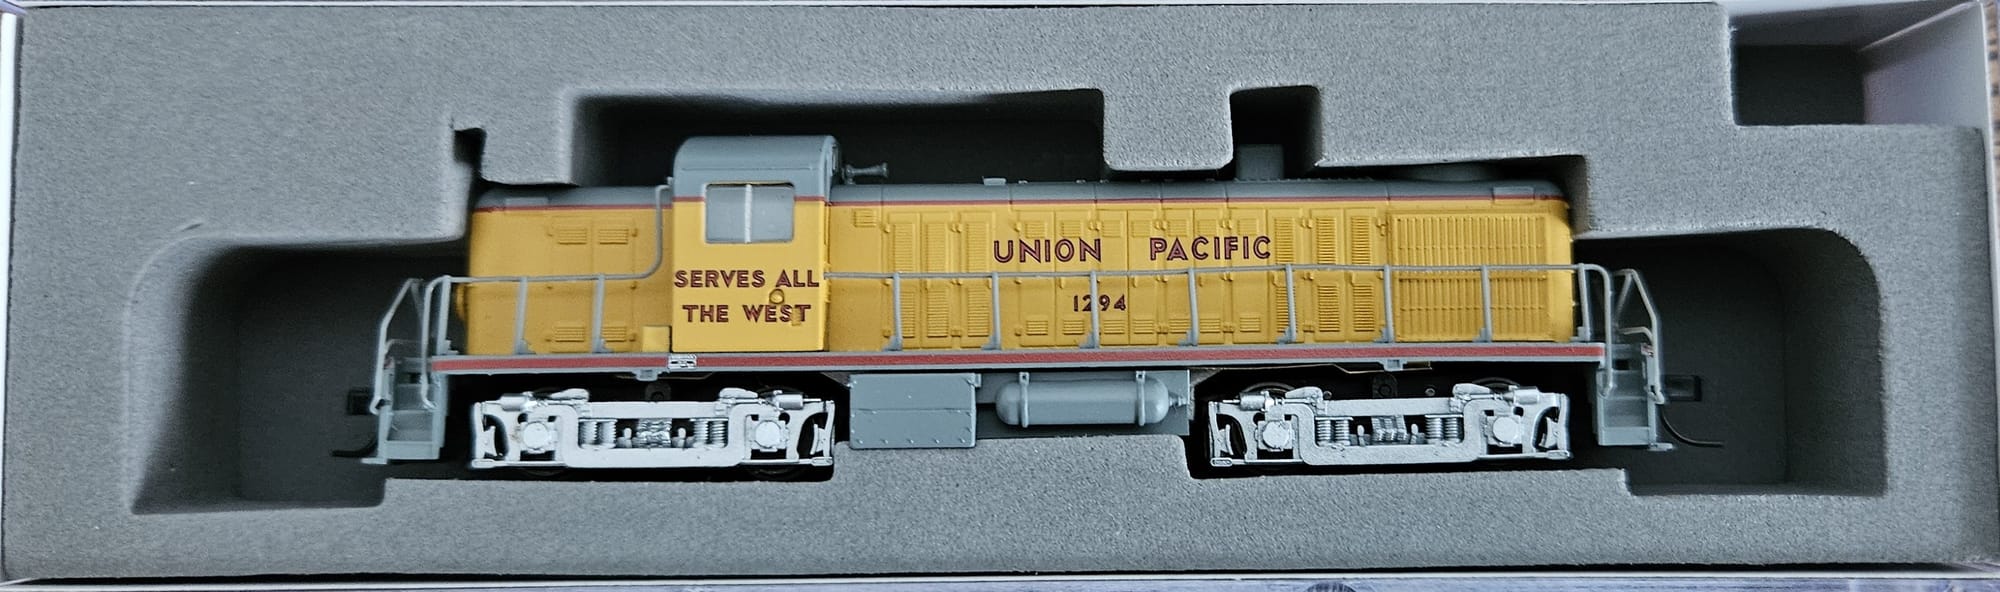 UNION PACIFIC
SERVES ALL
THE WEST
1294